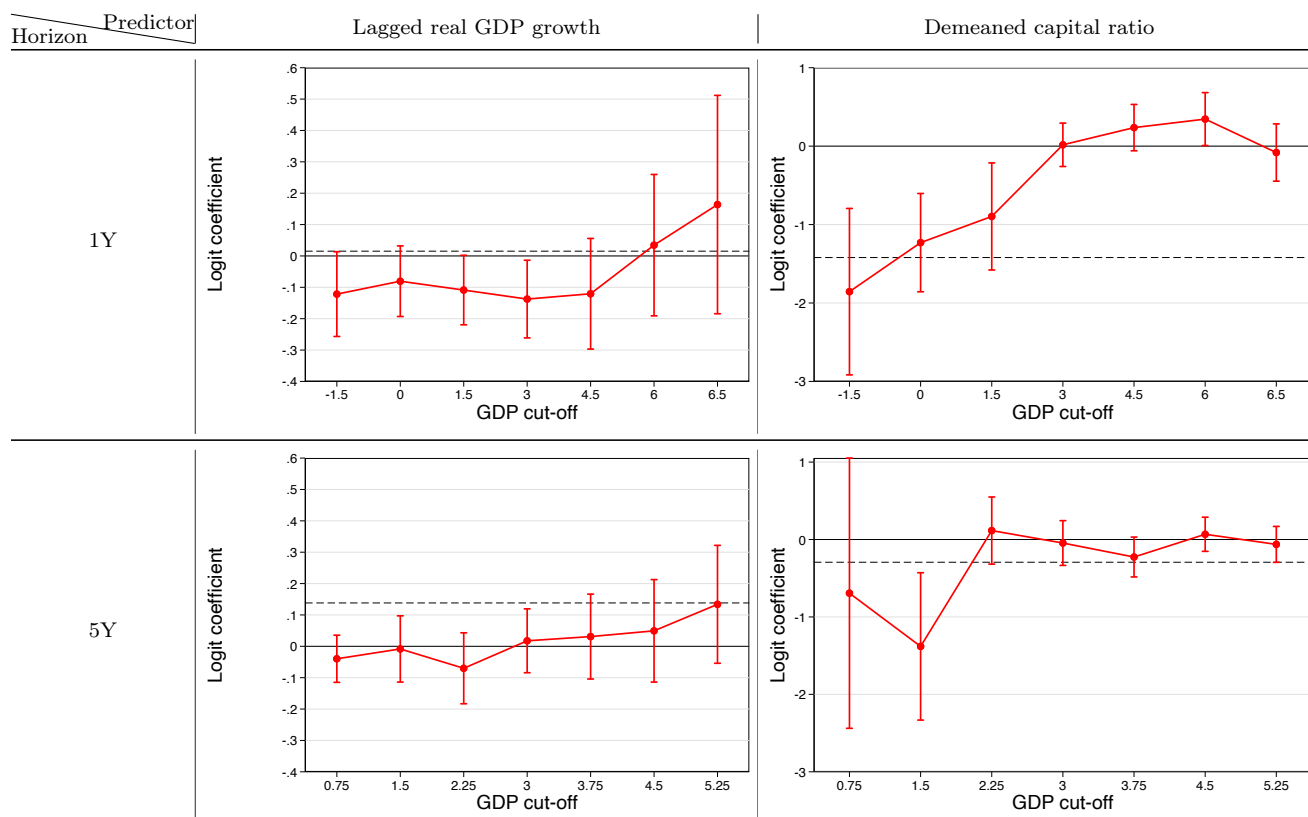 Predictor
Horizon
Lagged real GDP growth
Demeaned capital ratio
1Y
Logit coefficient
.6
.5
.4
.3
.2
.1
0
-.1
-.2
-.3
-.4
-1.5 0 1.5 3 4.5 6 6.5
GDP cut-off
Logit coefficient
1
0
-1
-2
-3
-1.5 0 1.5 3 4.5 6 6.5
GDP cut-off
5Y
Logit coefficient
.6
.5
.4
.3
.2
.1
0
-.1
-.2
-.3
-.4
0.75 1.5 2.25 3 3.75 4.5 5.25
GDP cut-off
Logit coefficient
1
0
-1
-2
-3
0.75 1.5 2.25 3 3.75 4.5 5.25
GDP cut-off